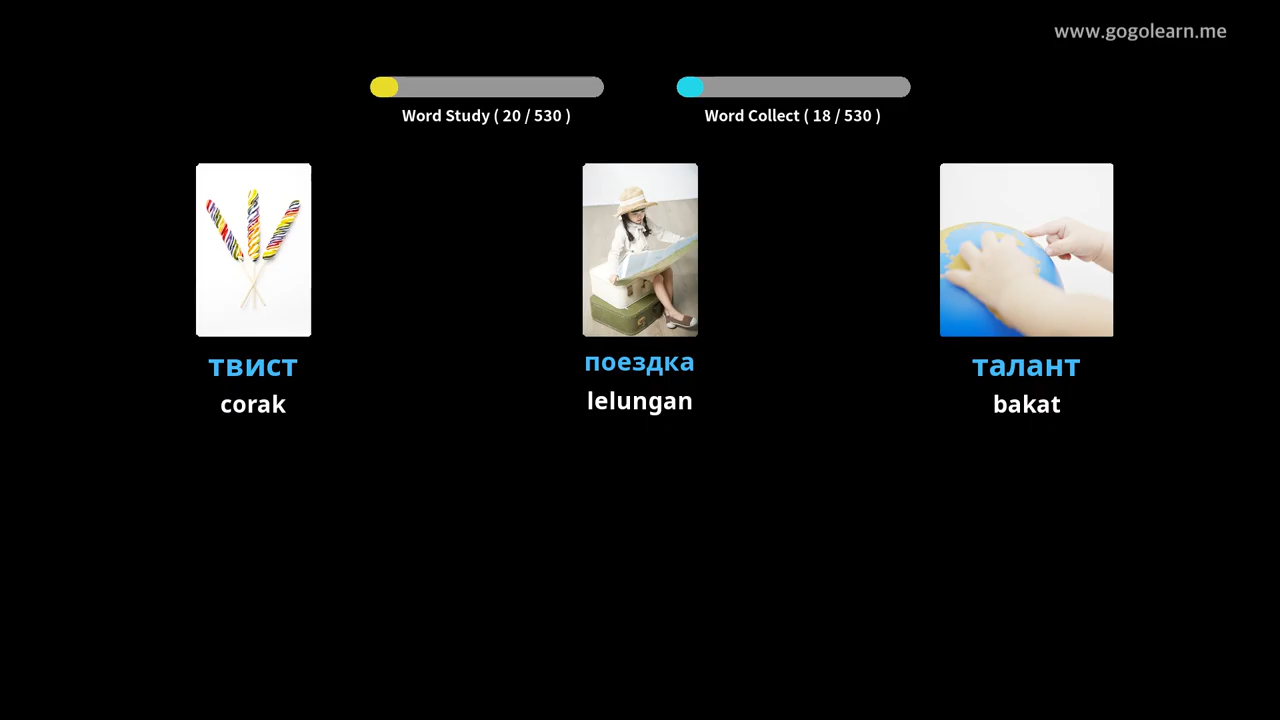 www.gogolearn.me
Word Study ( 20 / 530 )
Word Collect ( 18 / 530 )
твист
corak
поездка
lelungan
талант
bakat